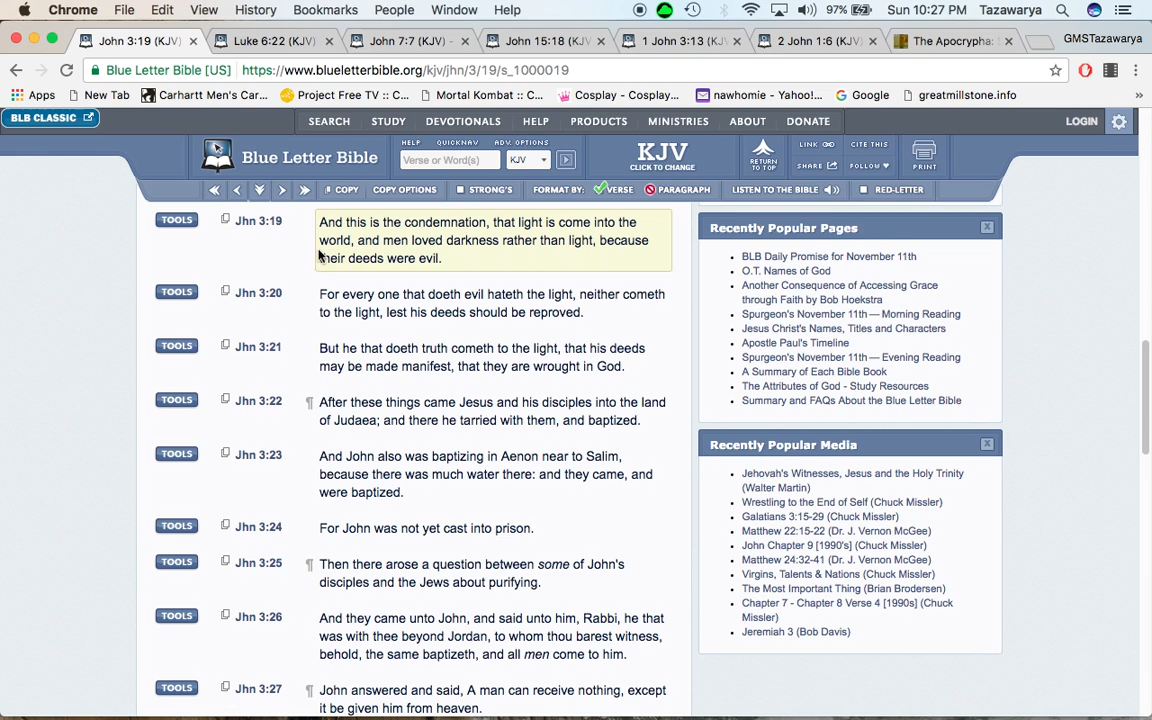 Chrome File Edit View History Bookmarks People Window Help 97% Sun 10:27 PM Tazawarya
John 3:19 (KJV) Luke 6:22 (KJV) John 7:7 (KJV) - John 15:18 (KJV) 1 John 3:13 (KJV) 2 John 1:6 (KJV) The Apocrypha: GMSTazawarya
Blue Letter Bible [US] https://www.blueletterbible.org/kjv/jhn/3/19/s_1000019
Apps New Tab Carhartt Men's Car... Project Free TV :: C... Mortal Kombat :: C... Cosplay - Cosplay... nawhomie - Yahoo!... Google greatmillstone.info »
BLB CLASSIC SEARCH STUDY DEVOTIONALS HELP PRODUCTS MINISTRIES ABOUT DONATE LOGIN
Blue Letter Bible
HELP QUICKNAV ADV. OPTIONS
Verse or Word(s) KJV
KJV
CLICK TO CHANGE
RETURN
TO TOP
LINK CITE THIS
SHARE FOLLOW
PRINT
COPY COPY OPTIONS STRONG'S FORMAT BY: VERSE PARAGRAPH LISTEN TO THE BIBLE RED-LETTER
TOOLS Jhn 3:19 And this is the condemnation, that light is come into the
world, and men loved darkness rather than light, because
their deeds were evil.
TOOLS Jhn 3:20 For every one that doeth evil hateth the light, neither cometh
to the light, lest his deeds should be reproved.
TOOLS Jhn 3:21 But he that doeth truth cometh to the light, that his deeds
may be made manifest, that they are wrought in God.
TOOLS Jhn 3:22 ¶ After these things came Jesus and his disciples into the land
of Judaea; and there he tarried with them, and baptized.
TOOLS Jhn 3:23 And John also was baptizing in Aenon near to Salim,
because there was much water there: and they came, and
were baptized.
TOOLS Jhn 3:24 For John was not yet cast into prison.
TOOLS Jhn 3:25 ¶ Then there arose a question between some of John's
disciples and the Jews about purifying.
TOOLS Jhn 3:26 And they came unto John, and said unto him, Rabbi, he that
was with thee beyond Jordan, to whom thou barest witness,
behold, the same baptizeth, and all men come to him.
TOOLS Jhn 3:27 ¶ John answered and said, A man can receive nothing, except
it be given him from heaven.
Recently Popular Pages
BLB Daily Promise for November 11th
O.T. Names of God
Another Consequence of Accessing Grace
through Faith by Bob Hoekstra
Spurgeon's November 11th — Morning Reading
Jesus Christ's Names, Titles and Characters
Apostle Paul's Timeline
Spurgeon's November 11th — Evening Reading
A Summary of Each Bible Book
The Attributes of God - Study Resources
Summary and FAQs About the Blue Letter Bible
Recently Popular Media
Jehovah's Witnesses, Jesus and the Holy Trinity
(Walter Martin)
Wrestling to the End of Self (Chuck Missler)
Galatians 3:15-29 (Chuck Missler)
Matthew 22:15-22 (Dr. J. Vernon McGee)
John Chapter 9 [1990's] (Chuck Missler)
Matthew 24:32-41 (Dr. J. Vernon McGee)
Virgins, Talents & Nations (Chuck Missler)
The Most Important Thing (Brian Brodersen)
Chapter 7 - Chapter 8 Verse 4 [1990s] (Chuck
Missler)
Jeremiah 3 (Bob Davis)